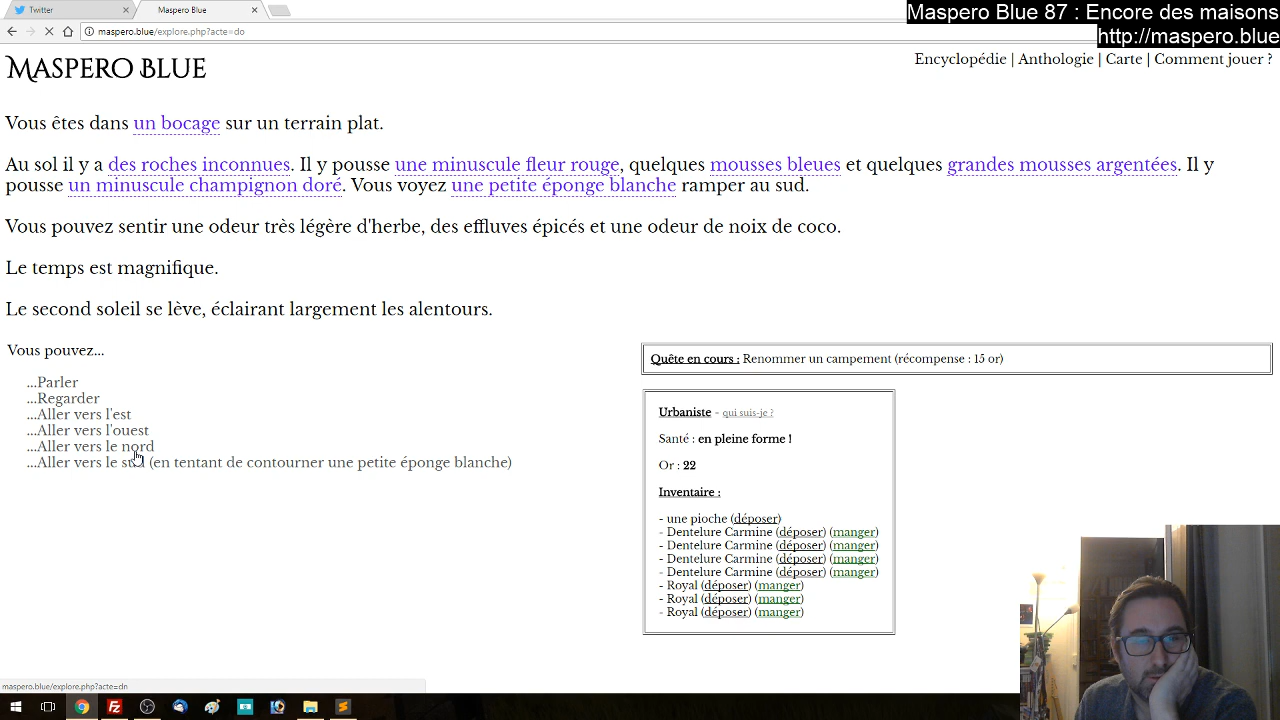 Twitter
Maspero Blue
Maspero Blue 87 : Encore des maisons
maspero.blue/explore.php?acte=do
http://maspero.blue
Maspero Blue
Encyclopédie | Anthologie | Carte | Comment jouer ?
Vous êtes dans un bocage sur un terrain plat.
Au sol il y a des roches inconnues. Il y pousse une minuscule fleur rouge, quelques mousses bleues et quelques grandes mousses argentées. Il y
pousse un minuscule champignon doré. Vous voyez une petite éponge blanche ramper au sud.
Vous pouvez sentir une odeur très légère d'herbe, des effluves épicés et une odeur de noix de coco.
Le temps est magnifique.
Le second soleil se lève, éclairant largement les alentours.
Vous pouvez...
...Parler
...Regarder
...Aller vers l'est
...Aller vers l'ouest
...Aller vers le nord
...Aller vers le sud (en tentant de contourner une petite éponge blanche)
Quête en cours : Renommer un campement (récompense : 15 or)
Urbaniste - qui suis-je ?
Santé : en pleine forme !
Or : 22
Inventaire :
- une pioche (déposer)
- Dentelure Carmine (déposer) (manger)
- Dentelure Carmine (déposer) (manger)
- Dentelure Carmine (déposer) (manger)
- Dentelure Carmine (déposer) (manger)
- Royal (déposer) (manger)
- Royal (déposer) (manger)
- Royal (déposer) (manger)
maspero.blue/explore.php?acte=dn